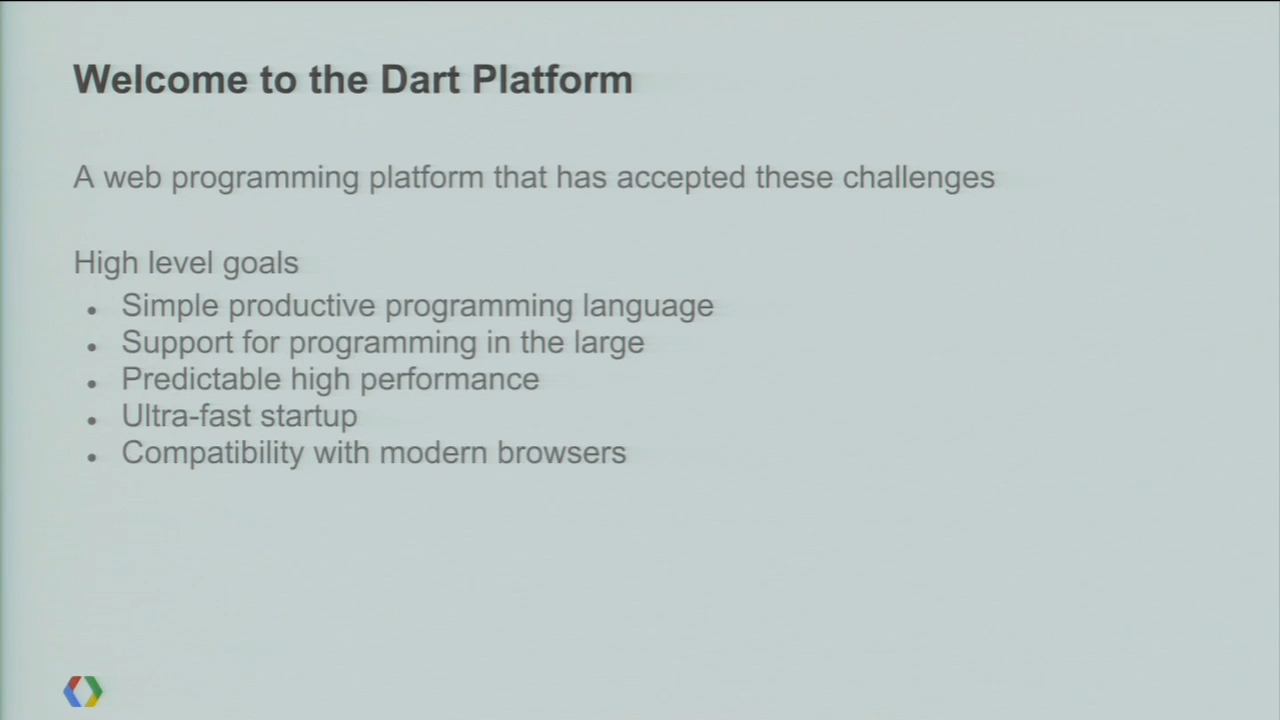 Welcome to the Dart Platform
A web programming platform that has accepted these challenges
High level goals
• Simple productive programming language
• Support for programming in the large
• Predictable high performance
• Ultra-fast startup
• Compatibility with modern browsers